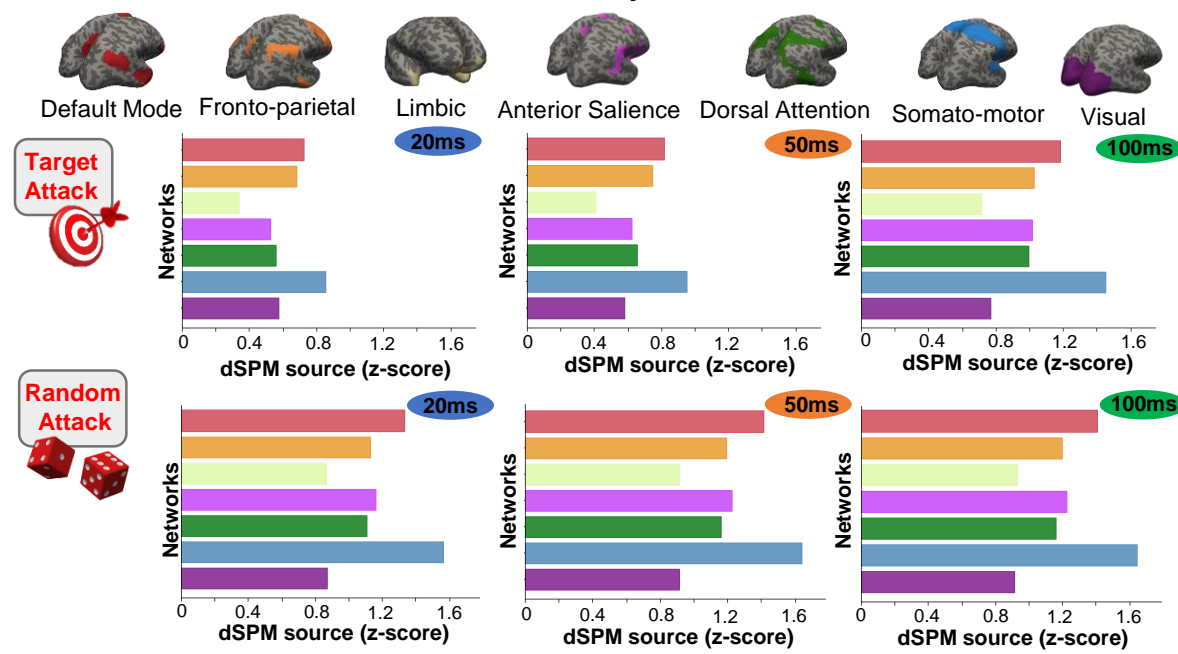 Default Mode
Fronto-parietal
Limbic
Anterior Salience
Dorsal Attention
Somato-motor
Visual
Target
Attack
20ms
50ms
100ms
Networks
Networks
Networks
0 0.4 0.8 1.2 1.6
0 0.4 0.8 1.2 1.6
0 0.4 0.8 1.2 1.6
dSPM source (z-score)
dSPM source (z-score)
dSPM source (z-score)
Random
Attack
20ms
50ms
100ms
Networks
Networks
Networks
0 0.4 0.8 1.2 1.6
0 0.4 0.8 1.2 1.6
0 0.4 0.8 1.2 1.6
dSPM source (z-score)
dSPM source (z-score)
dSPM source (z-score)